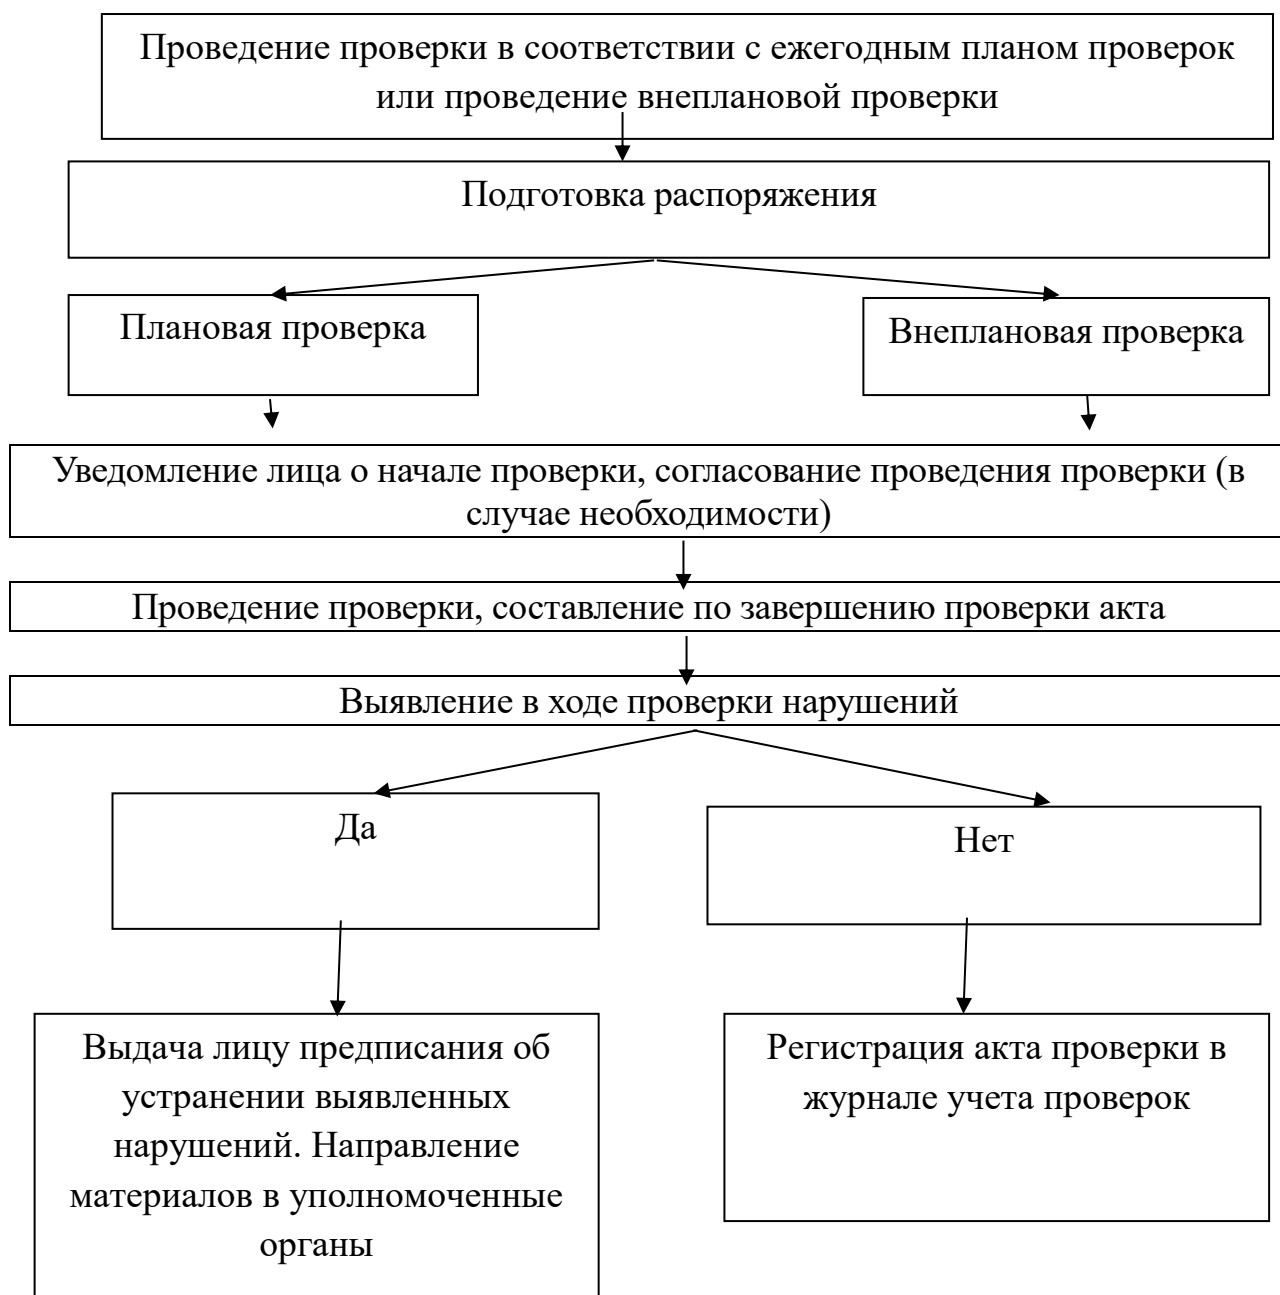 Проведение проверки в соответствии с ежегодным планом проверок
или проведение внеплановой проверки
Подготовка распоряжения
Плановая проверка
Внеплановая проверка
Уведомление лица о начале проверки, согласование проведения проверки (в
случае необходимости)
Проведение проверки, составление по завершению проверки акта
Выявление в ходе проверки нарушений
Да
Нет
Выдача лицу предписания об
устранении выявленных
нарушений. Направление
материалов в уполномоченные
органы
Регистрация акта проверки в
журнале учета проверок